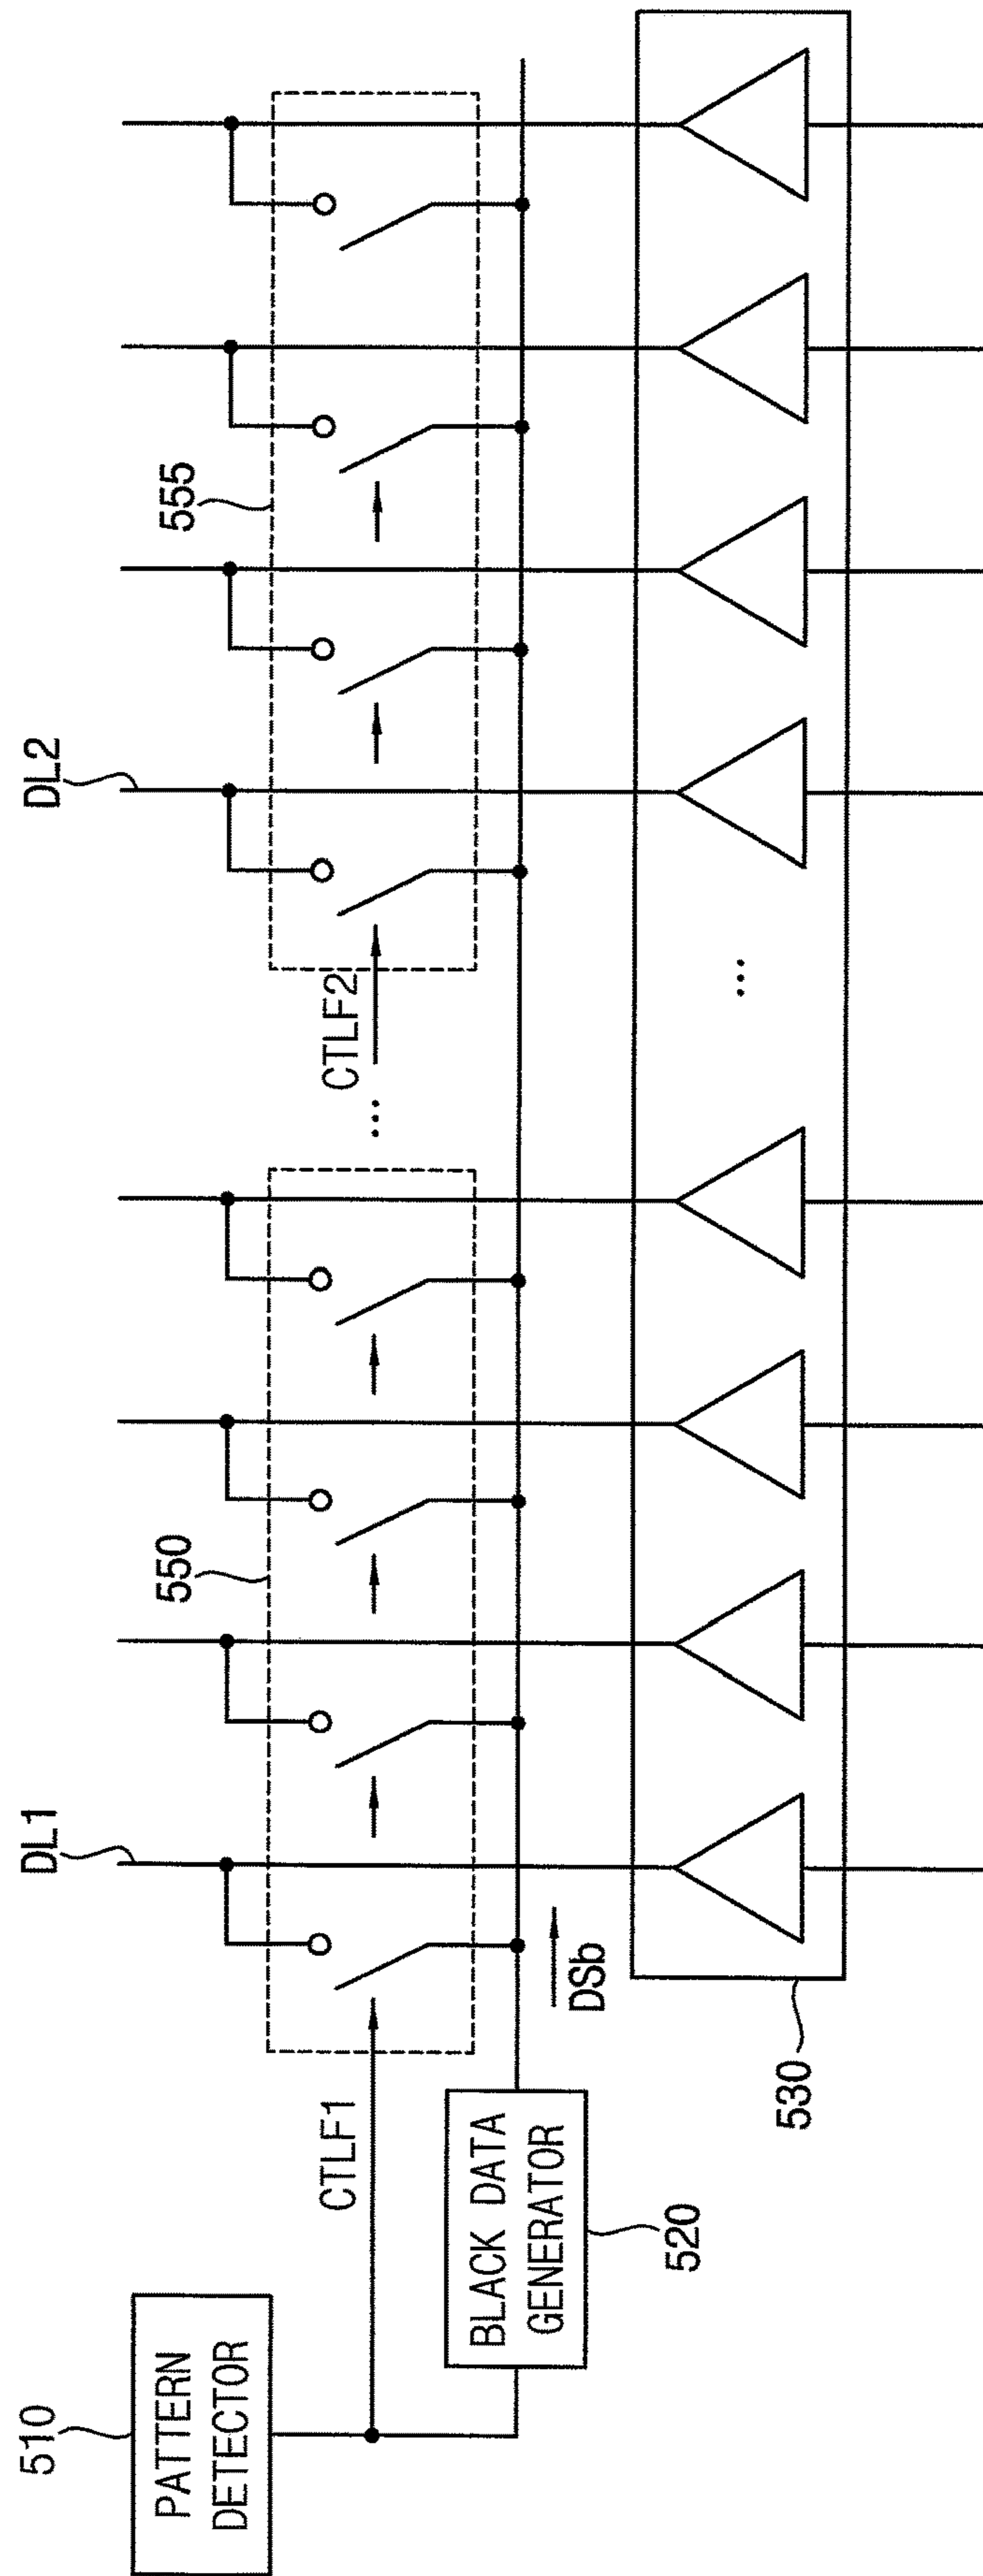 510
PATTERN
DETECTOR
CTLF1
BLACK DATA
GENERATOR
520
DL1
550
DSb
530
...
CTLF2
DL2
555
...